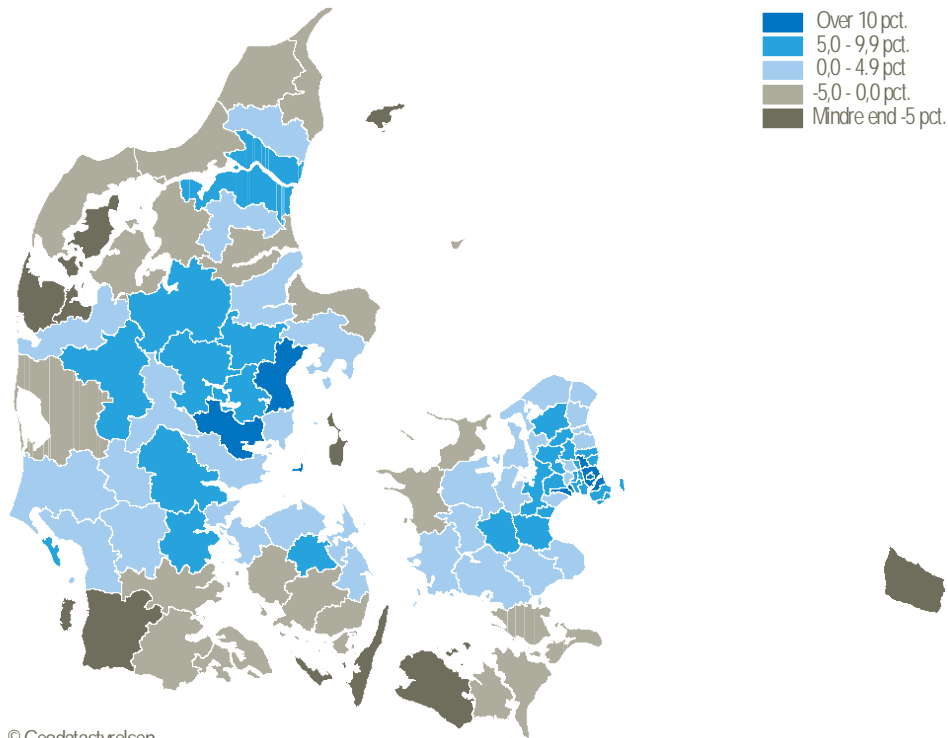 Over 10 pct.
5,0 - 9,9 pct.
0,0 - 4.9 pct
-5,0 - 0,0 pct.
Mindre end -5 pct.
© Geodatastyrelsen